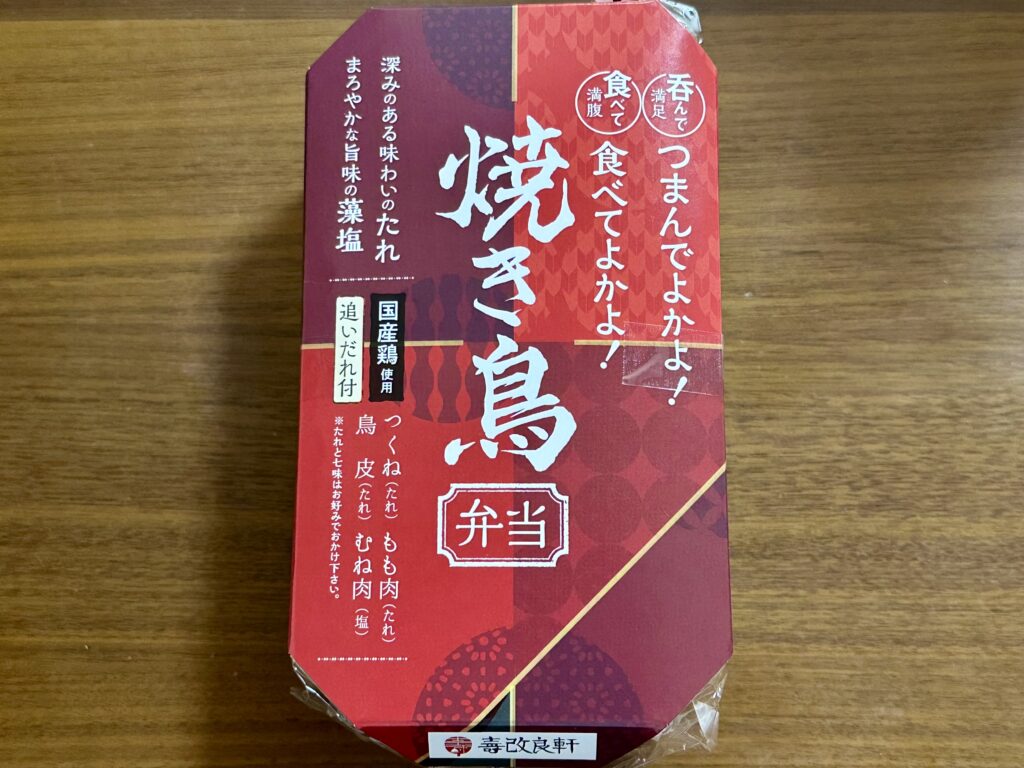 呑んで満足
つまんでよかよ！
食べて満腹
食べてよかよ！
焼き鳥
弁当
深みのある味わいのたれ
まろやかな旨味の藻塩
国産鶏使用
追いだれ付
つくね（たれ） もも肉（たれ）
鳥皮（たれ） むね肉（塩）
※たれと七味はお好みでおかけ下さい。
壽改良軒